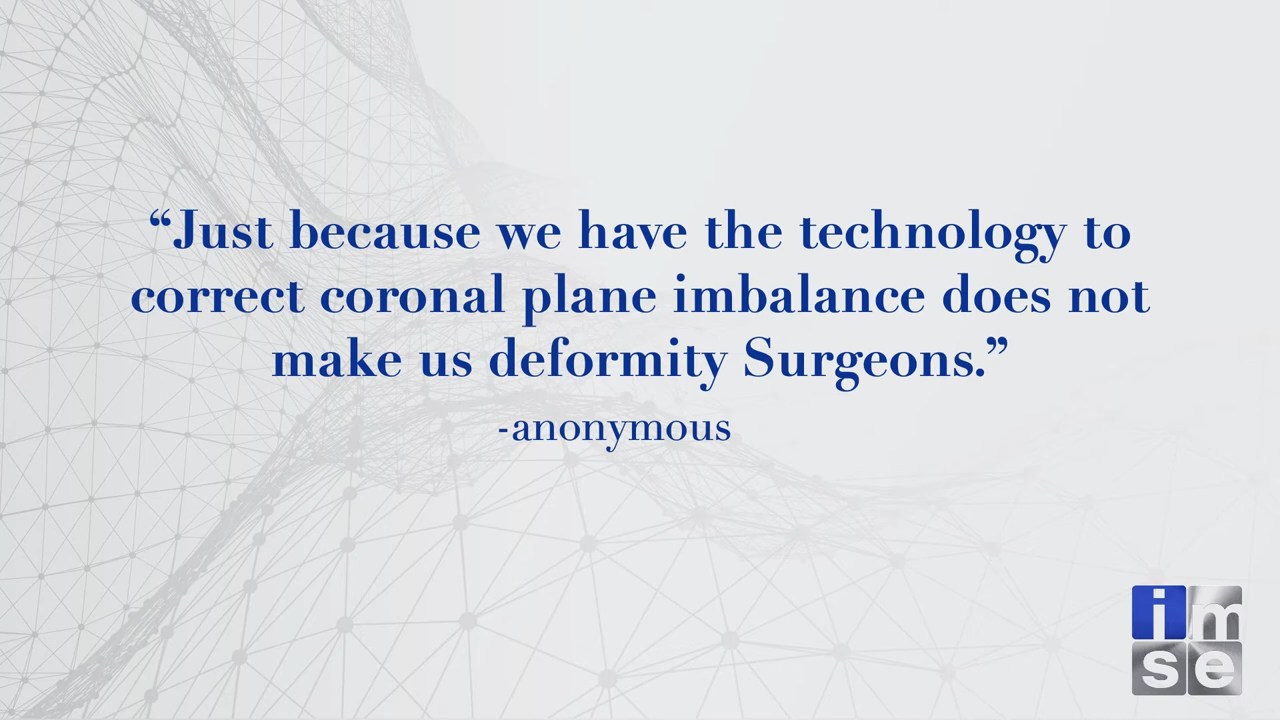 “Just because we have the technology to
correct coronal plane imbalance does not
make us deformity Surgeons.”
-anonymous
im
se